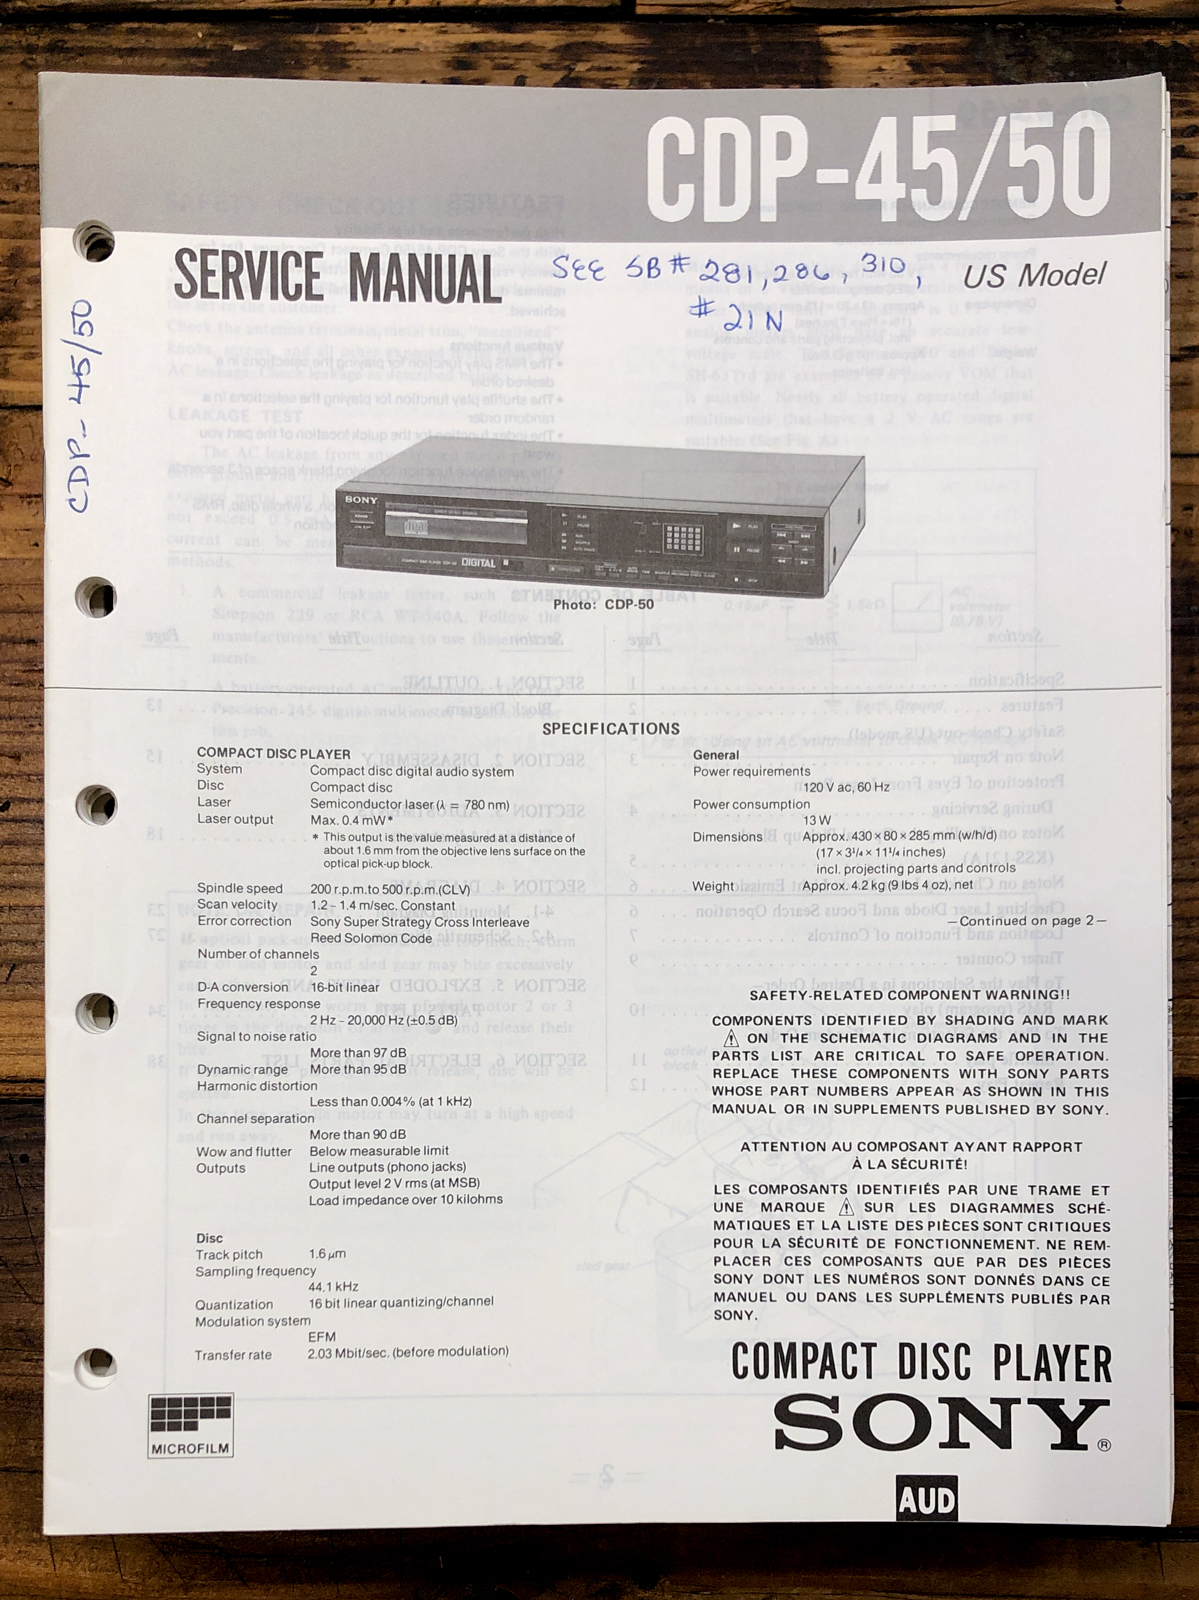 CDP-45/50
SERVICE MANUAL
SEE SB# 281, 286, 310,
# 21 N
US Model
CDP-45/50
SONY
DIGITAL
Photo: CDP-50
SPECIFICATIONS
COMPACT DISC PLAYER
System Compact disc digital audio system
Disc Compact disc
Laser Semiconductor laser (λ = 780 nm)
Laser output Max. 0.4 mW*
* This output is the value measured at a distance of
about 1.6 mm from the objective lens surface on the
optical pick-up block.
Spindle speed 200 r.p.m. to 500 r.p.m. (CLV)
Scan velocity 1.2 - 1.4 m/sec. Constant
Error correction Sony Super Strategy Cross Interleave
Reed Solomon Code
Number of channels
2
D-A conversion 16-bit linear
Frequency response
2 Hz – 20,000 Hz (±0.5 dB)
Signal to noise ratio
More than 97 dB
Dynamic range More than 95 dB
Harmonic distortion
Less than 0.004% (at 1 kHz)
Channel separation
More than 90 dB
Wow and flutter Below measurable limit
Outputs Line outputs (phono jacks)
Output level 2 V rms (at MSB)
Load impedance over 10 kilohms
Disc
Track pitch 1.6 μm
Sampling frequency
44.1 kHz
Quantization 16 bit linear quantizing/channel
Modulation system
EFM
Transfer rate 2.03 Mbit/sec. (before modulation)
General
Power requirements
120 V ac, 60 Hz
Power consumption
13 W
Dimensions Approx. 430 × 80 × 285 mm (w/h/d)
(17 × 3 1/4 × 11 1/4 inches)
incl. projecting parts and controls
Weight Approx. 4.2 kg (9 lbs 4 oz), net
—Continued on page 2—
SAFETY-RELATED COMPONENT WARNING!!
COMPONENTS IDENTIFIED BY SHADING AND MARK
⚠ ON THE SCHEMATIC DIAGRAMS AND IN THE
PARTS LIST ARE CRITICAL TO SAFE OPERATION.
REPLACE THESE COMPONENTS WITH SONY PARTS
WHOSE PART NUMBERS APPEAR AS SHOWN IN THIS
MANUAL OR IN SUPPLEMENTS PUBLISHED BY SONY.
ATTENTION AU COMPOSANT AYANT RAPPORT
À LA SÉCURITÉ!
LES COMPOSANTS IDENTIFIÉS PAR UNE TRAME ET
UNE MARQUE ⚠ SUR LES DIAGRAMMES SCHÉ-
MATIQUES ET LA LISTE DES PIÈCES SONT CRITIQUES
POUR LA SÉCURITÉ DE FONCTIONNEMENT. NE REM-
PLACER CES COMPOSANTS QUE PAR DES PIÈCES
SONY DONT LES NUMÉROS SONT DONNÉS DANS CE
MANUEL OU DANS LES SUPPLÉMENTS PUBLIÉS PAR
SONY.
MICROFILM
COMPACT DISC PLAYER
SONY®
AUD